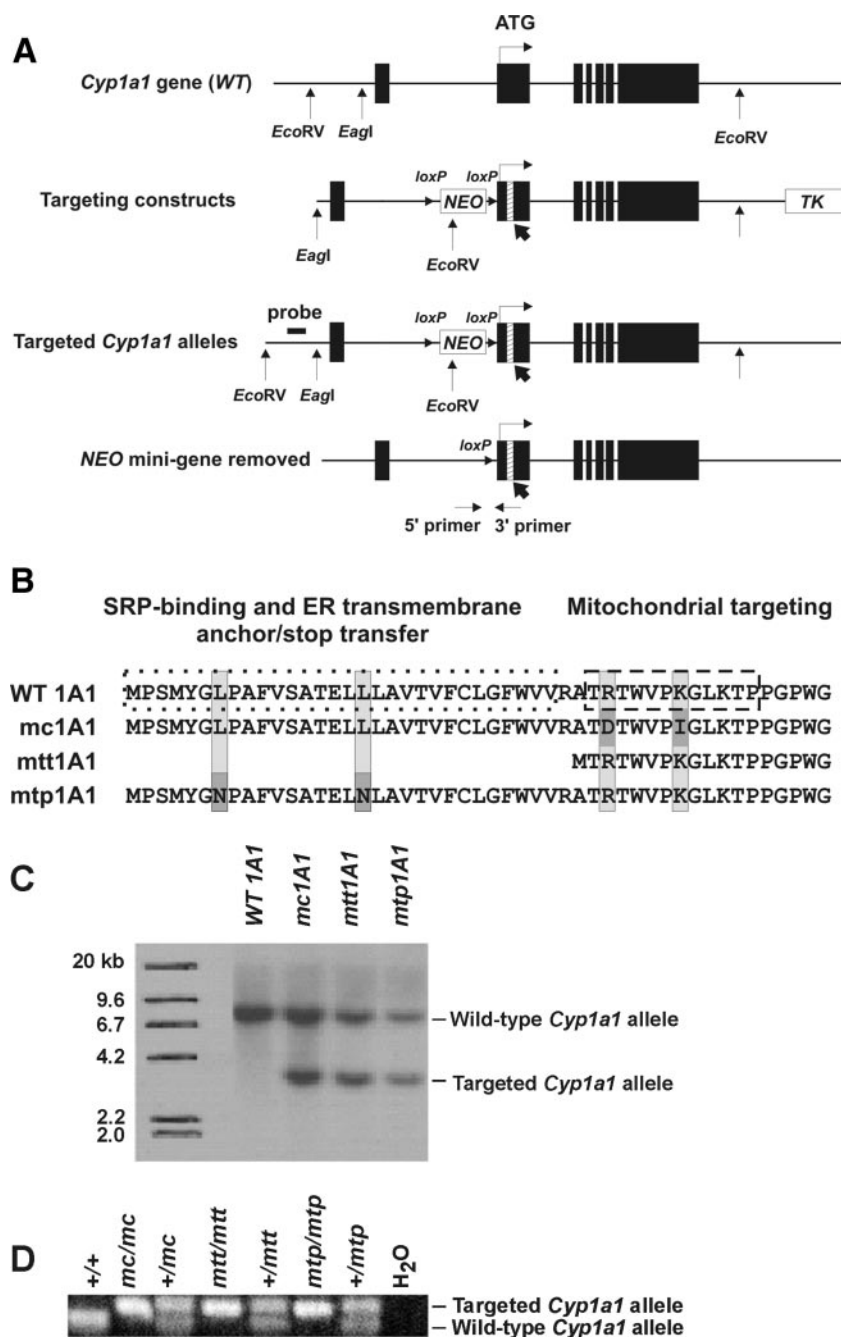 A
ATG
Cyp1a1 gene (WT)
EcoRV
EagI
EcoRV
Targeting constructs
loxP
loxP
NEO
TK
EagI
EcoRV
probe
Targeted Cyp1a1 alleles
loxP
loxP
NEO
EcoRV
EagI
EcoRV
NEO mini-gene removed
loxP
5' primer
3' primer
B
SRP-binding and ER transmembrane
anchor/stop transfer
Mitochondrial targeting
WT 1A1 MPSMYGLPAFVSATELLLAVTVFCLGFWVVRATRTWVPKGLKTPPGPWG
mc1A1 MPSMYGLPAFVSATELLLAVTVFCLGFWVVRATDTWVPIGLKTPPGPWG
mtt1A1 MTRTWVPKGLKTPPGPWG
mtp1A1 MPSMYGNPAFVSATELNLAVTVFCLGFWVVRATRTWVPKGLKTPPGPWG
C
WT 1A1
mc1A1
mtt1A1
mtp1A1
20 kb
9.6
6.7
4.2
2.2
2.0
Wild-type Cyp1a1 allele
Targeted Cyp1a1 allele
D
+/+
mc/mc
+/mc
mtt/mtt
+/mtt
mtp/mtp
+/mtp
H₂O
Targeted Cyp1a1 allele
Wild-type Cyp1a1 allele